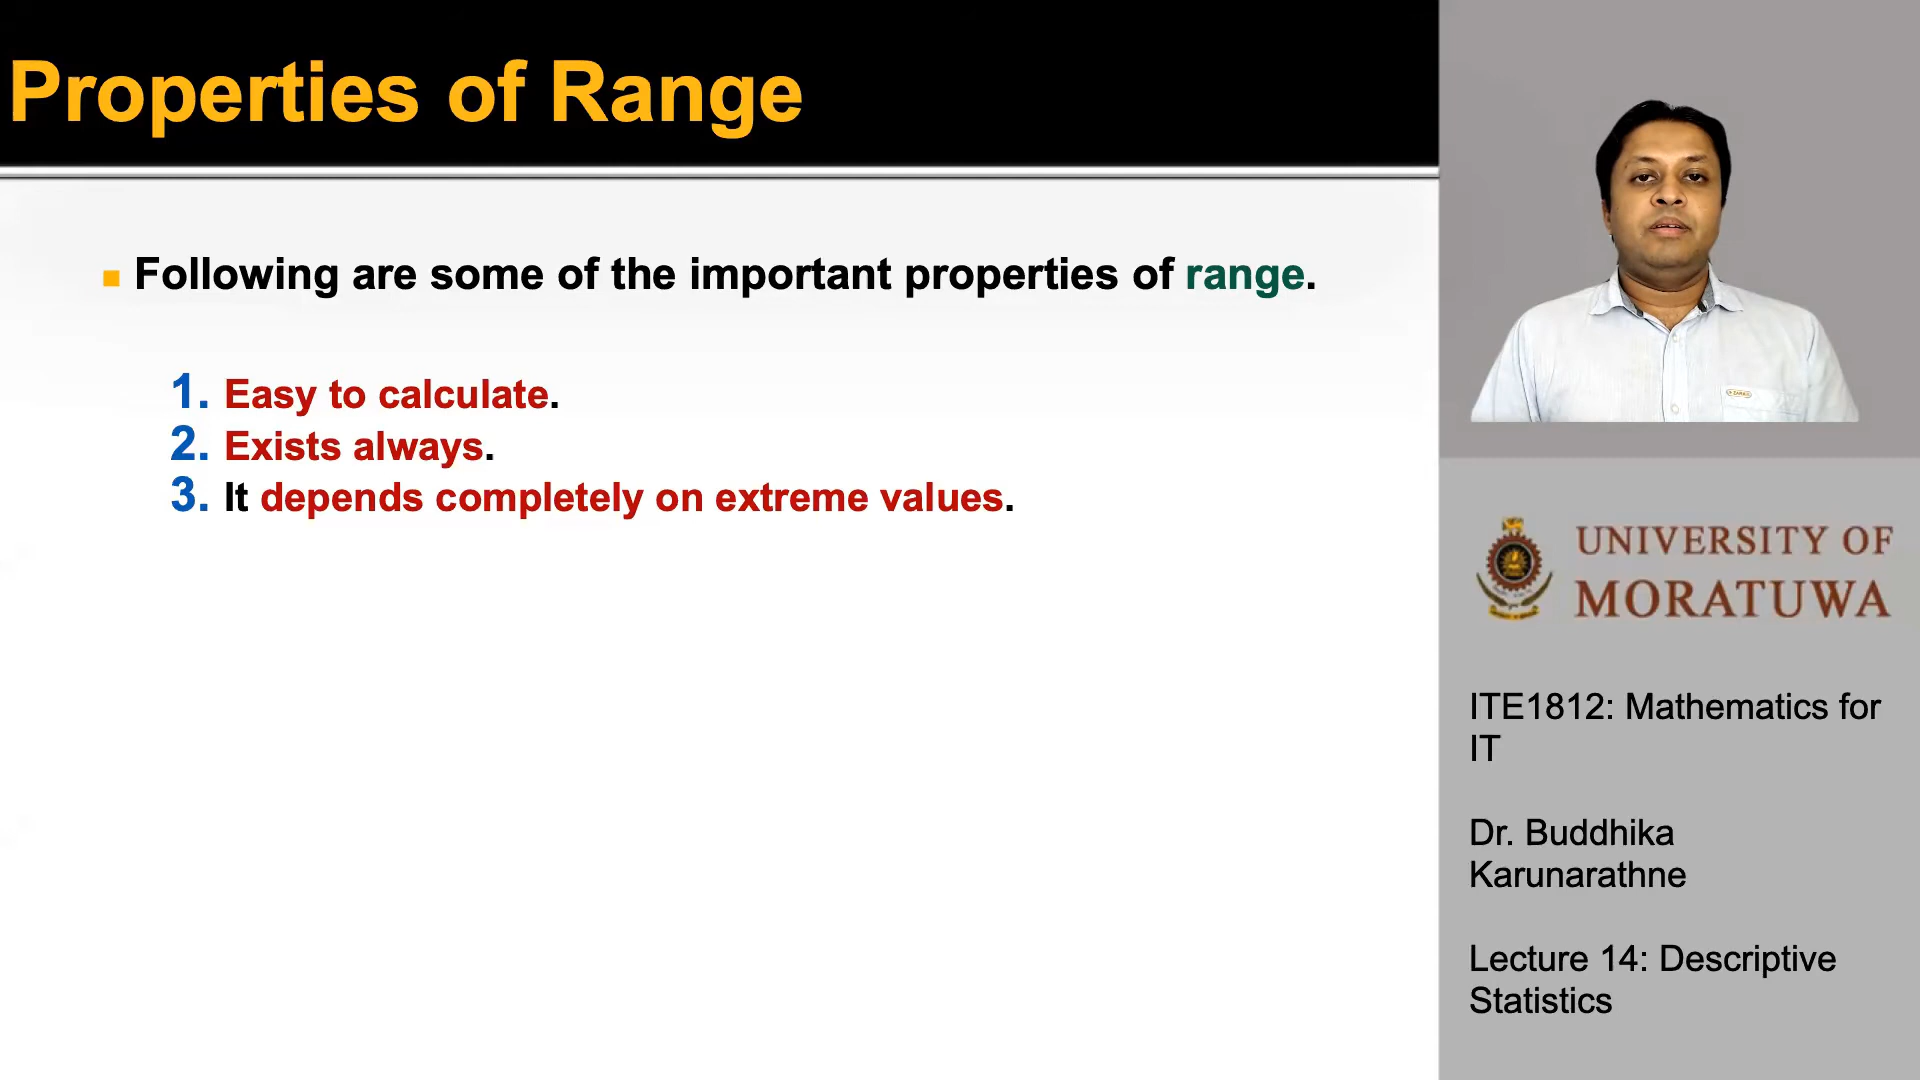 Properties of Range
Following are some of the important properties of range.
1. Easy to calculate.
2. Exists always.
3. It depends completely on extreme values.
UNIVERSITY OF
MORATUWA
ITE1812: Mathematics for
IT
Dr. Buddhika
Karunarathne
Lecture 14: Descriptive
Statistics